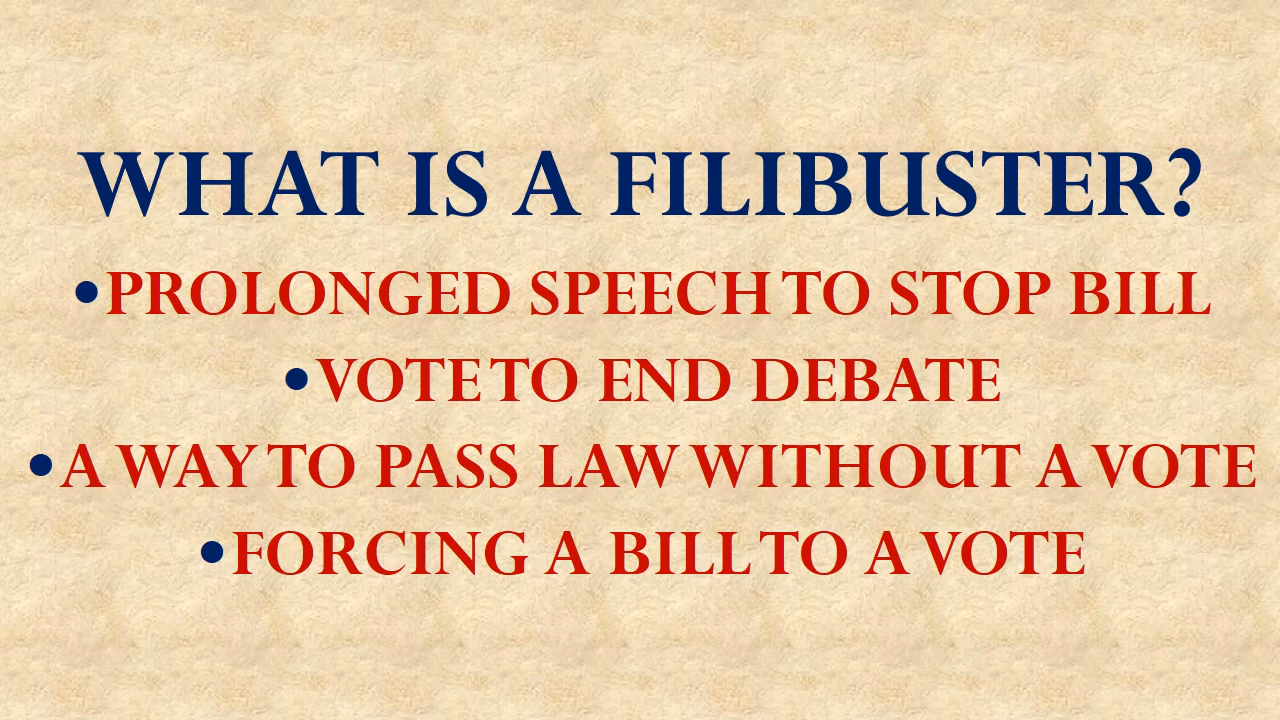 WHAT IS A FILIBUSTER?
•PROLONGED SPEECH TO STOP BILL
•VOTE TO END DEBATE
•A WAY TO PASS LAW WITHOUT A VOTE
•FORCING A BILL TO A VOTE